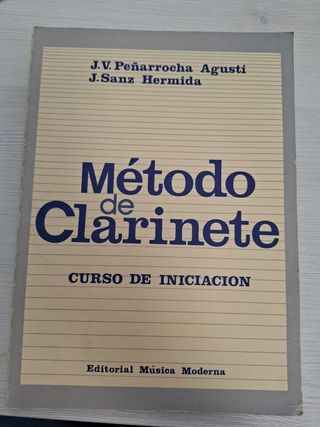 J.V. Peñarrocha Agustí
J. Sanz Hermida
Método
de
Clarinete
CURSO DE INICIACION
Editorial Música Moderna